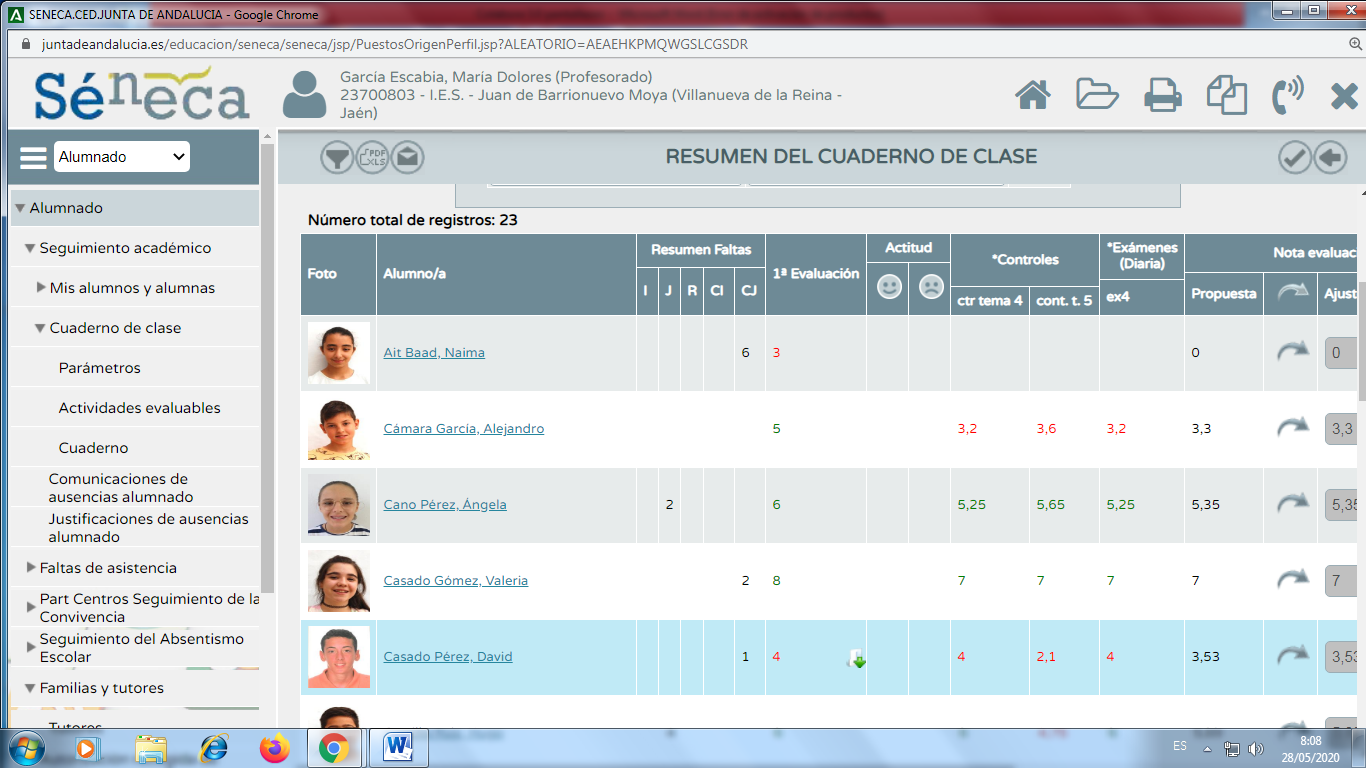 SENECA.CED.JUNTA DE ANDALUCIA - Google Chrome
juntadeandalucia.es/educacion/seneca/seneca/jsp/PuestosOrigenPerfil.jsp?ALEATORIO=AEAEHKPMQWGSLCGSDR
Séneca
García Escabia, María Dolores (Profesorado)
23700803 - I.E.S. - Juan de Barrionuevo Moya (Villanueva de la Reina -
Jaén)
Alumnado
PDF
XLS
RESUMEN DEL CUADERNO DE CLASE
Alumnado
Seguimiento académico
Mis alumnos y alumnas
Cuaderno de clase
Parámetros
Actividades evaluables
Cuaderno
Comunicaciones de
ausencias alumnado
Justificaciones de ausencias
alumnado
Faltas de asistencia
Part Centros Seguimiento de la
Convivencia
Seguimiento del Absentismo
Escolar
Familias y tutores
Tutores
Número total de registros: 23
Foto Alumno/a Resumen Faltas 1ª Evaluación Actitud *Controles *Exámenes (Diaria) Nota evaluac
I J R CI CJ ctr tema 4 cont. t. 5 ex4 Propuesta Ajust
Ait Baad, Naima 6 3 0 0
Cámara García, Alejandro 5 3,2 3,6 3,2 3,3 3,3
Cano Pérez, Ángela 2 6 5,25 5,65 5,25 5,35 5,35
Casado Gómez, Valeria 2 8 7 7 7 7 7
Casado Pérez, David 1 4 4 2,1 4 3,53 3,53
ES
8:08
28/05/2020